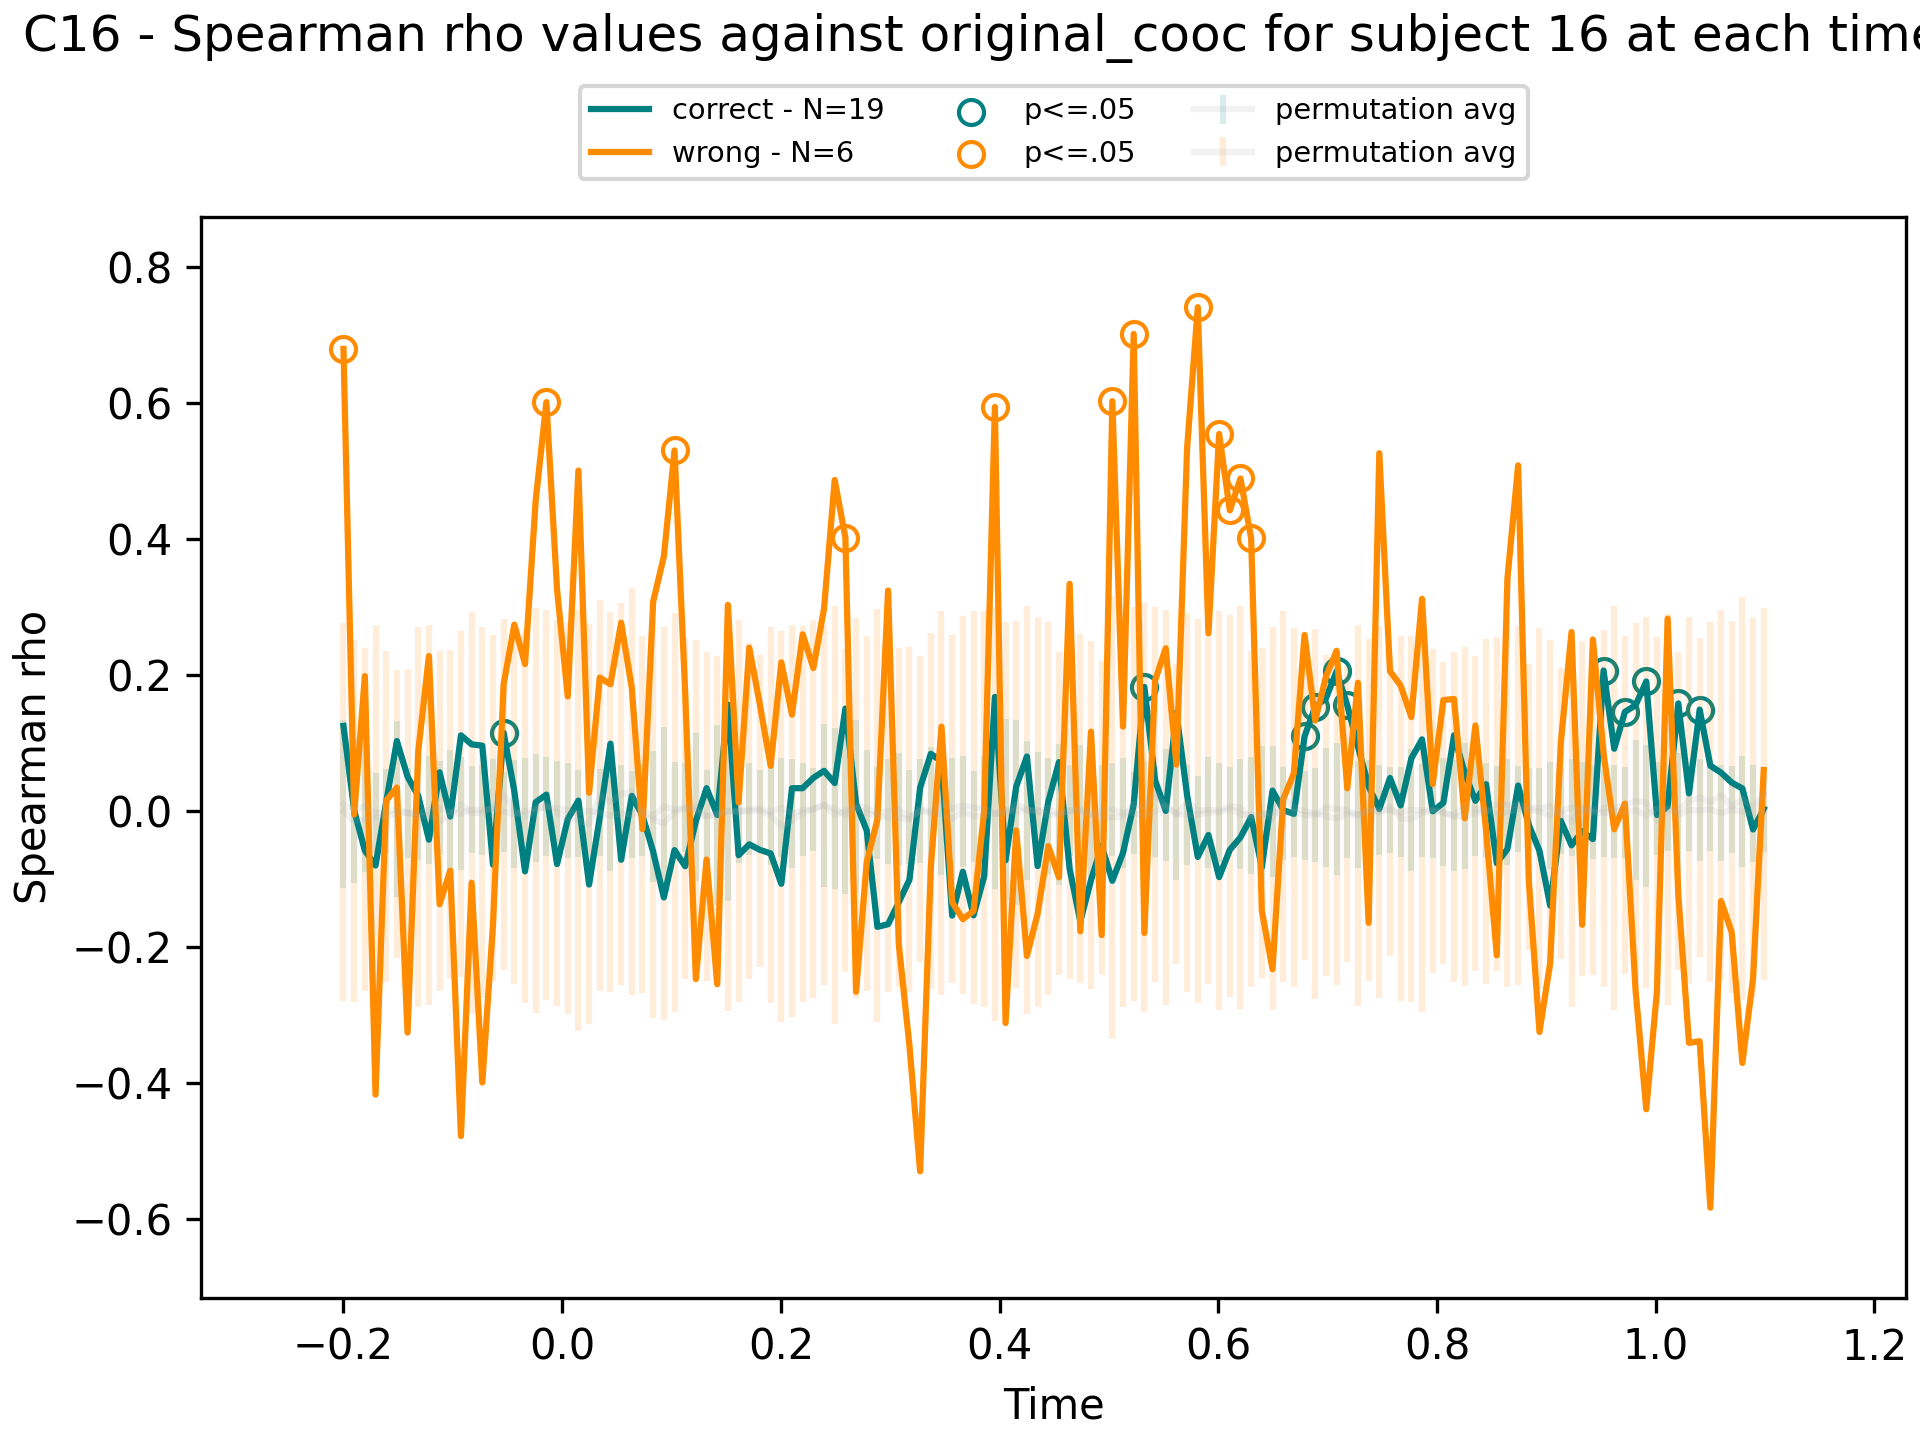 C16 - Spearman rho values against original_cooc for subject 16 at each time
correct - N=19 p<=.05 permutation avg
wrong - N=6 p<=.05 permutation avg
0.8
0.6
0.4
0.2
0.0
−0.2
−0.4
−0.6
Spearman rho
−0.2 0.0 0.2 0.4 0.6 0.8 1.0 1.2
Time